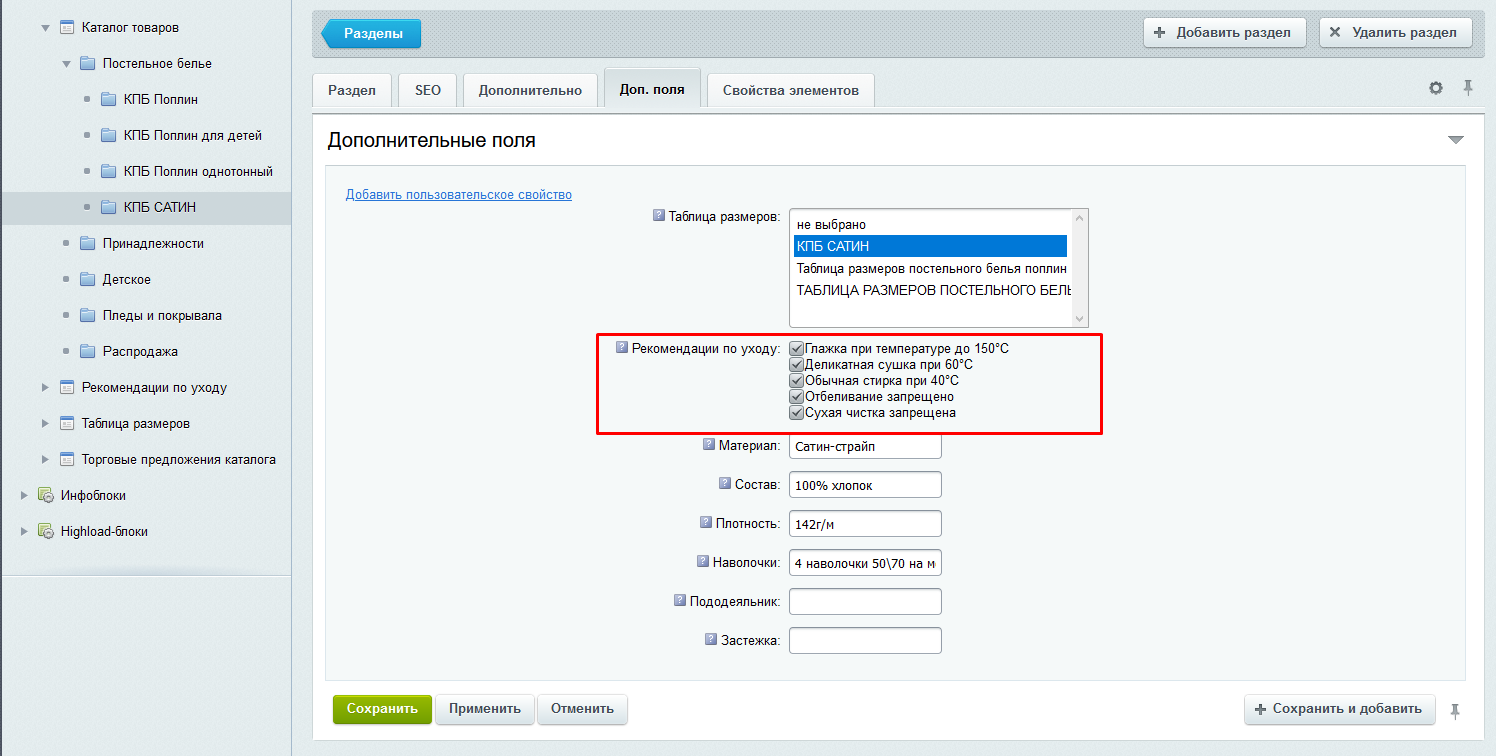 Каталог товаров
Постельное белье
КПБ Поплин
КПБ Поплин для детей
КПБ Поплин однотонный
КПБ САТИН
Принадлежности
Детское
Пледы и покрывала
Распродажа
Рекомендации по уходу
Таблица размеров
Торговые предложения каталога
Инфоблоки
Highload-блоки
Разделы
+ Добавить раздел
✕ Удалить раздел
Раздел SEO Дополнительно Доп. поля Свойства элементов
Дополнительные поля
Добавить пользовательское свойство
? Таблица размеров:
не выбрано
КПБ САТИН
Таблица размеров постельного белья поплин
ТАБЛИЦА РАЗМЕРОВ ПОСТЕЛЬНОГО БЕЛЬ
? Рекомендации по уходу:
Глажка при температуре до 150°C
Деликатная сушка при 60°C
Обычная стирка при 40°C
Отбеливание запрещено
Сухая чистка запрещена
? Материал: Сатин-страйп
? Состав: 100% хлопок
? Плотность: 142г/м
? Наволочки: 4 наволочки 50\70 на м
? Пододеяльник:
? Застежка:
Сохранить Применить Отменить + Сохранить и добавить